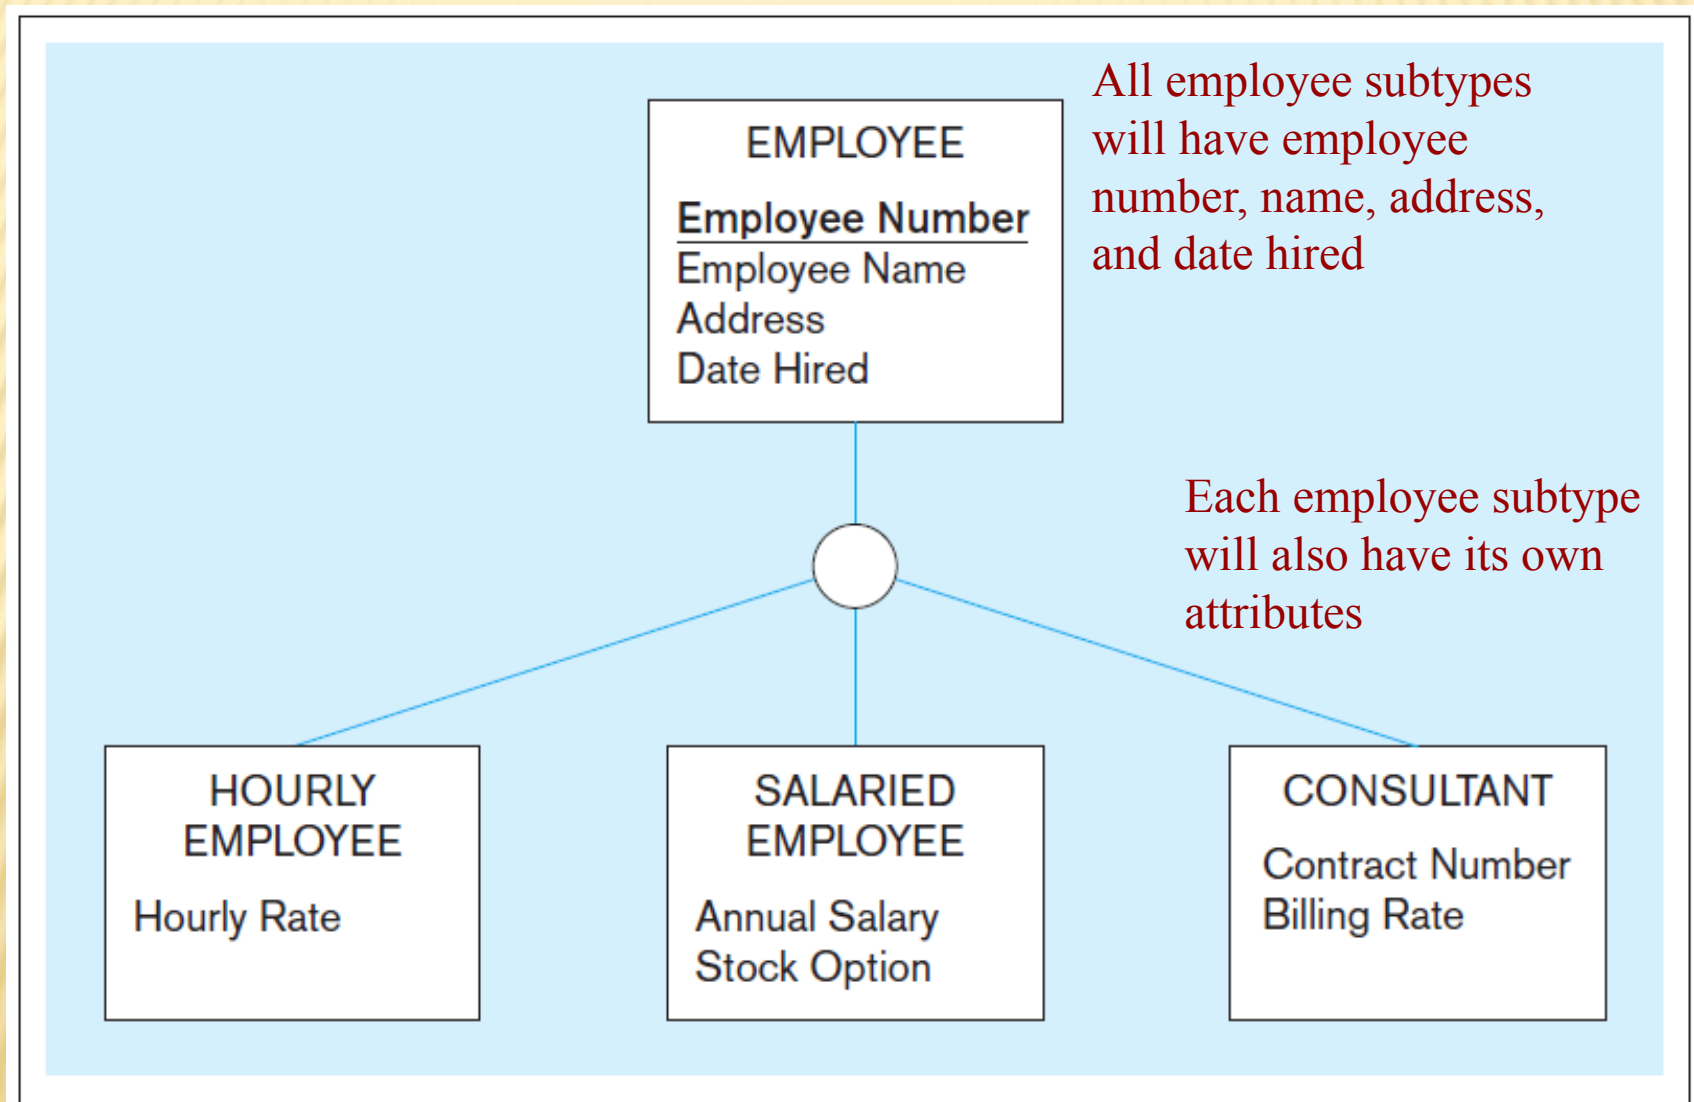 All employee subtypes
will have employee
number, name, address,
and date hired
EMPLOYEE
Employee Number
Employee Name
Address
Date Hired
Each employee subtype
will also have its own
attributes
HOURLY
EMPLOYEE
Hourly Rate
SALARIED
EMPLOYEE
Annual Salary
Stock Option
CONSULTANT
Contract Number
Billing Rate